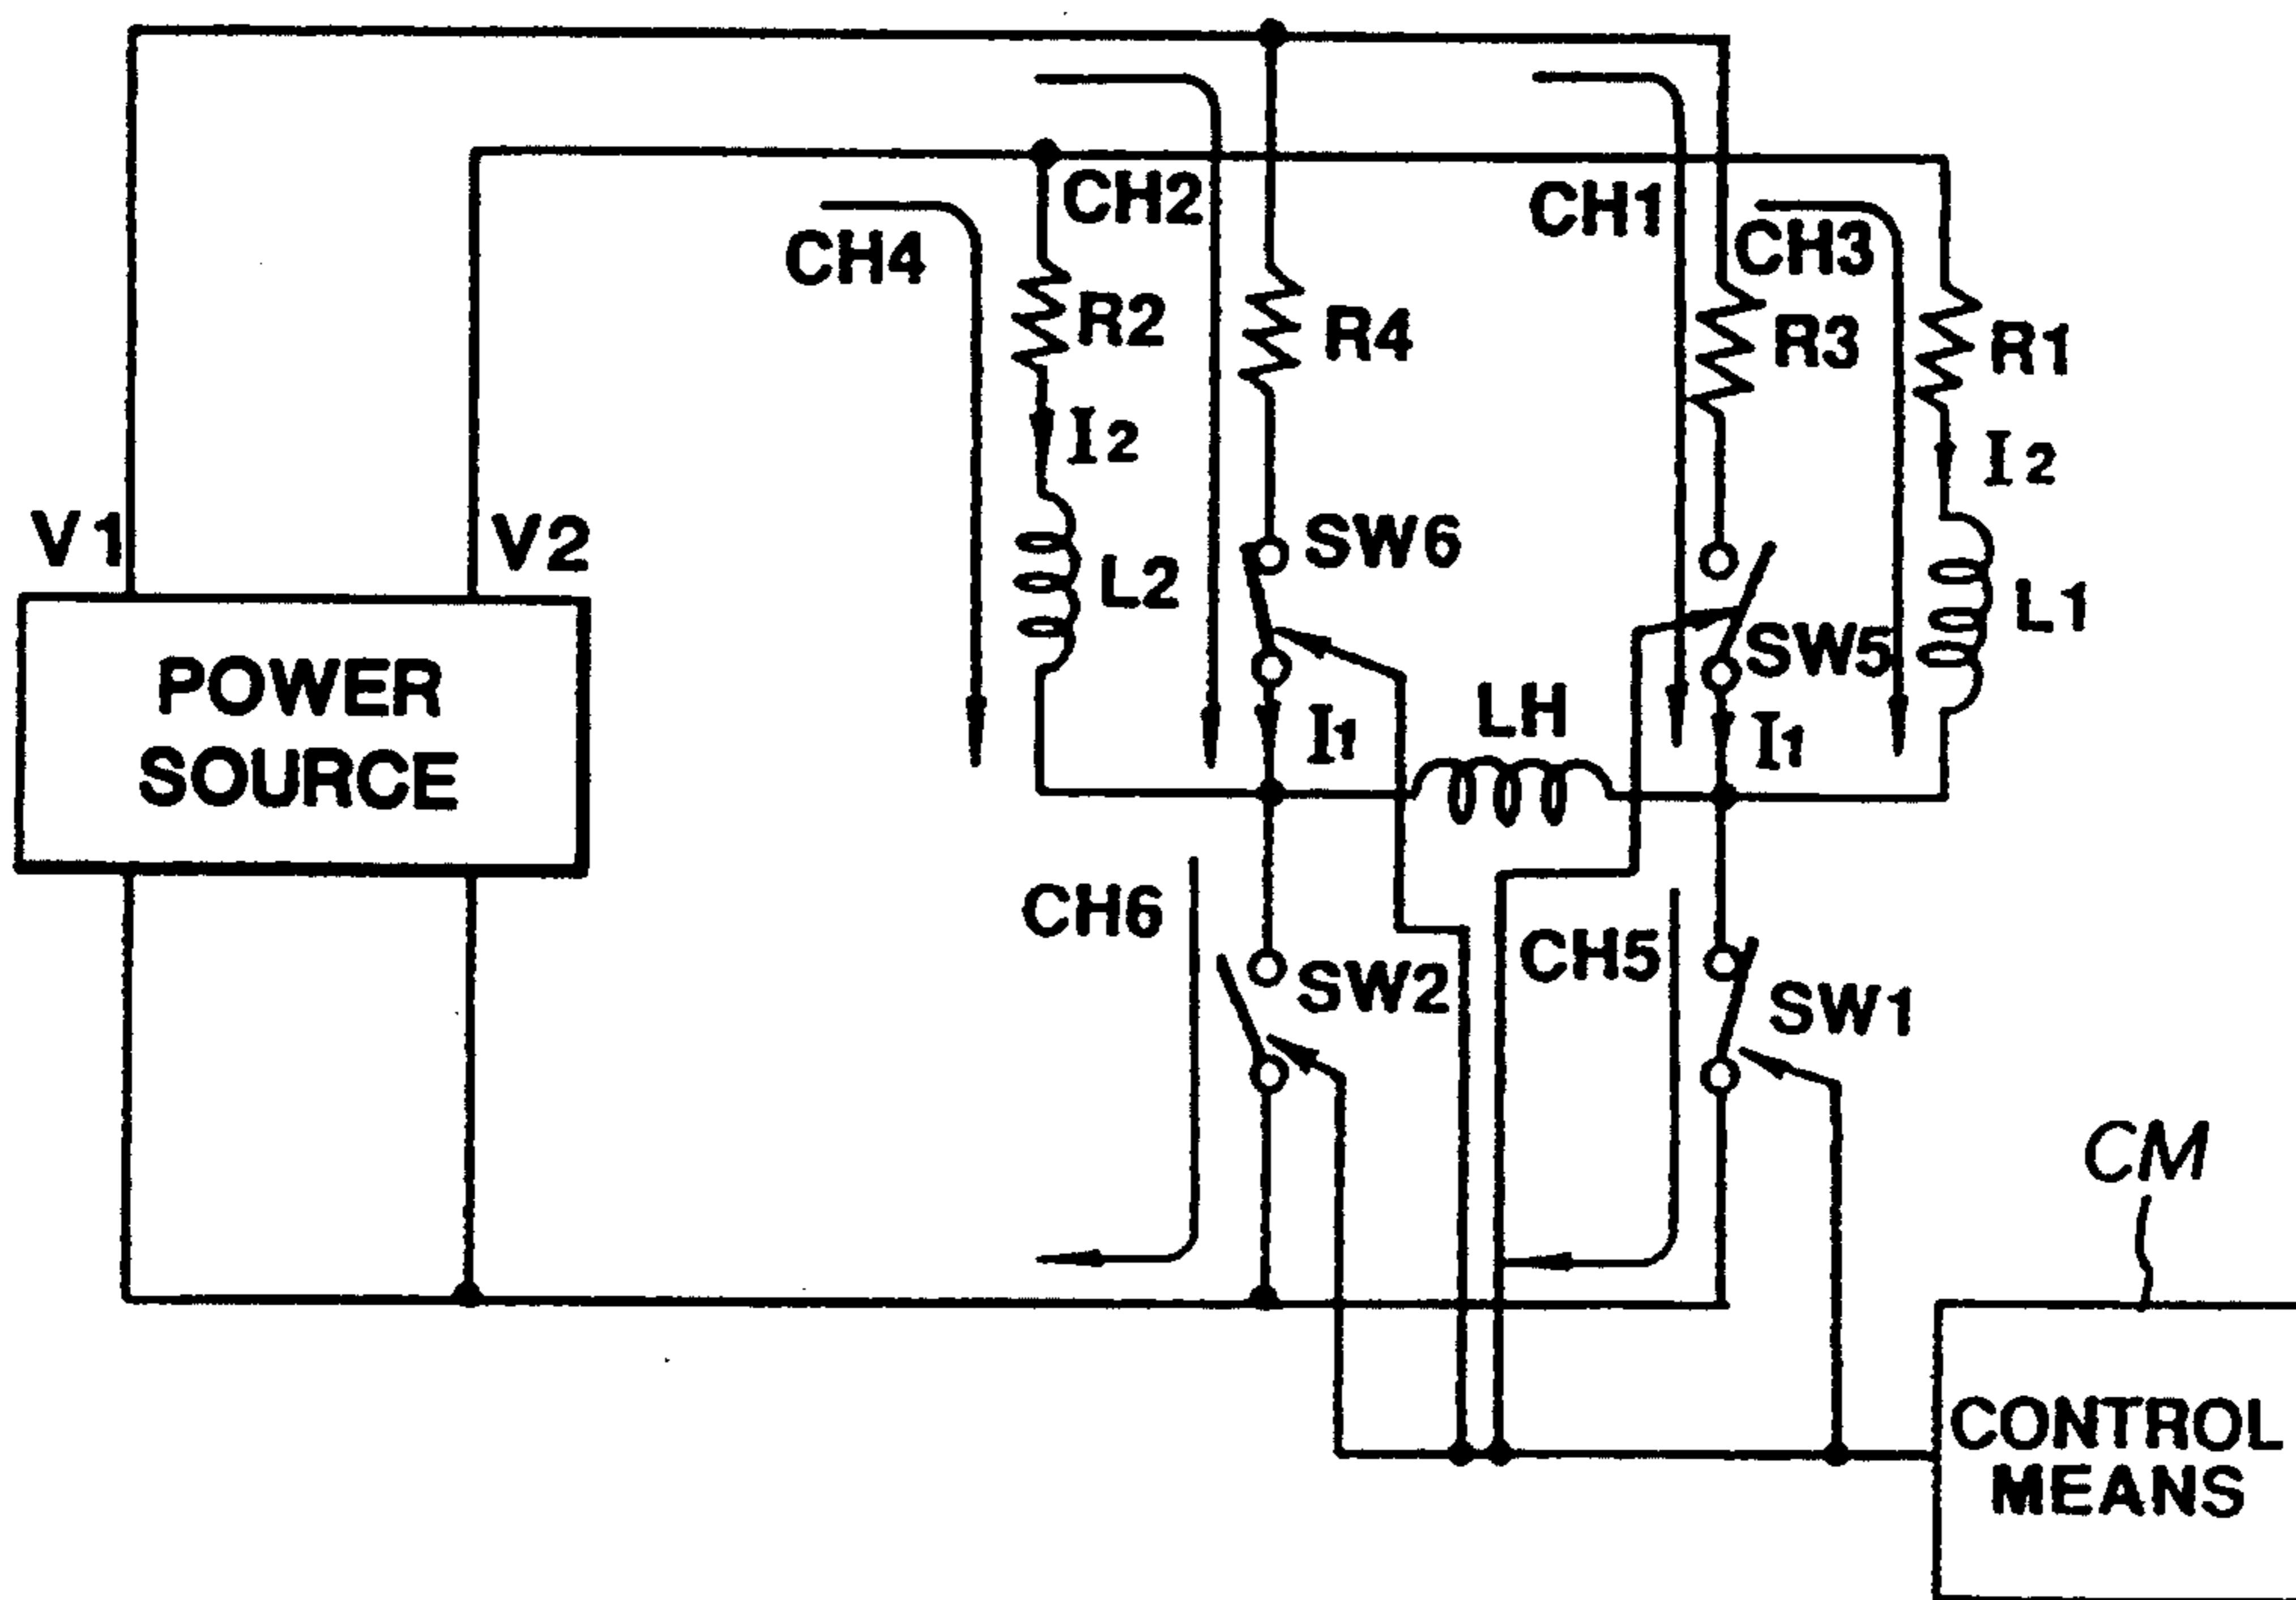 CH2
CH1
CH4
CH3
R2
R4
R3
R1
I2
I2
V1
V2
SW6
L2
L1
SW5
POWER
SOURCE
LH
I1
I1
CH6
CH5
SW2
SW1
CM
CONTROL
MEANS